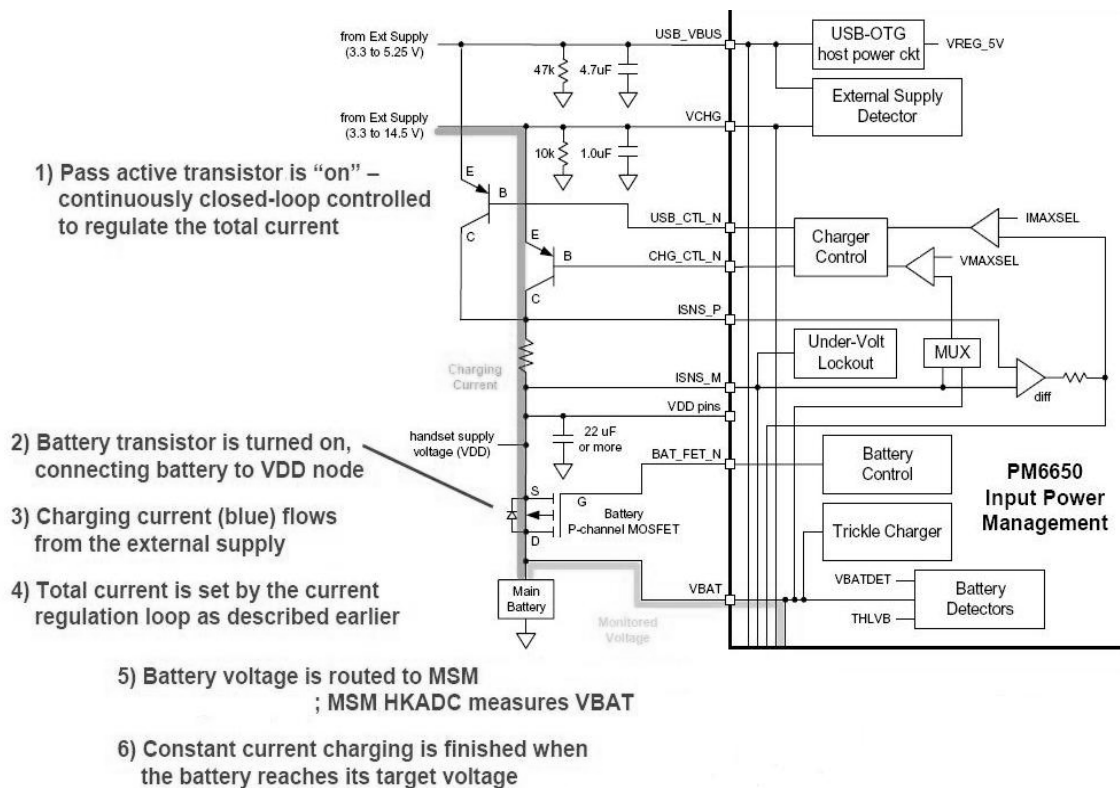 from Ext Supply
(3.3 to 5.25 V)
USB_VBUS
USB-OTG
host power ckt
VREG_5V
47k
4.7uF
External Supply
Detector
from Ext Supply
(3.3 to 14.5 V)
VCHG
10k
1.0uF
1) Pass active transistor is “on” –
continuously closed-loop controlled
to regulate the total current
E
B
C
USB_CTL_N
IMAXSEL
Charger
Control
E
B
C
CHG_CTL_N
VMAXSEL
ISNS_P
Under-Volt
Lockout
MUX
Charging
Current
ISNS_M
diff
VDD pins
handset supply
voltage (VDD)
22 uF
or more
2) Battery transistor is turned on,
connecting battery to VDD node
BAT_FET_N
Battery
Control
PM6650
Input Power
Management
S
G
D
Battery
P-channel MOSFET
3) Charging current (blue) flows
from the external supply
Trickle Charger
4) Total current is set by the current
regulation loop as described earlier
Main
Battery
VBAT
VBATDET
THLVB
Battery
Detectors
Monitored
Voltage
5) Battery voltage is routed to MSM
; MSM HKADC measures VBAT
6) Constant current charging is finished when
the battery reaches its target voltage